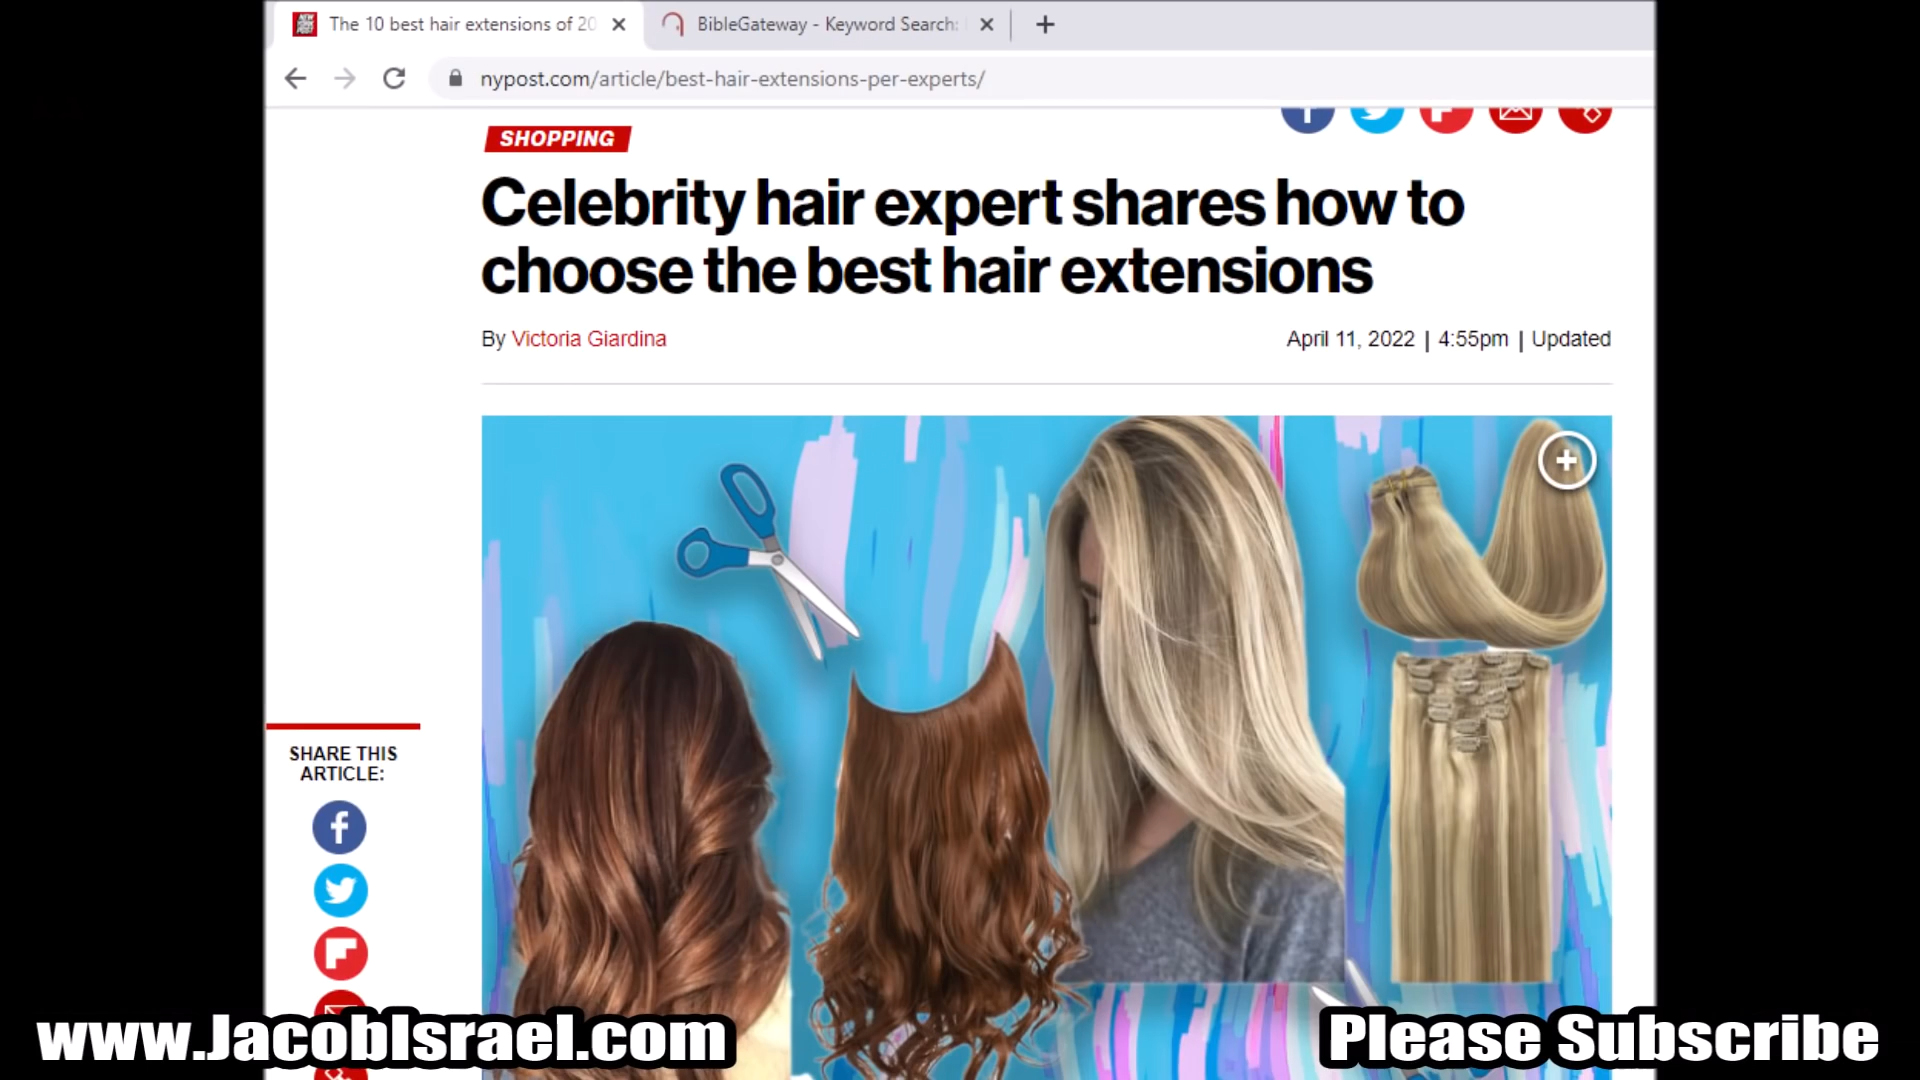 The 10 best hair extensions of 20
BibleGateway - Keyword Search:
nypost.com/article/best-hair-extensions-per-experts/
SHOPPING
Celebrity hair expert shares how to
choose the best hair extensions
By Victoria Giardina
April 11, 2022 | 4:55pm | Updated
SHARE THIS
ARTICLE:
www.JacobIsrael.com
Please Subscribe